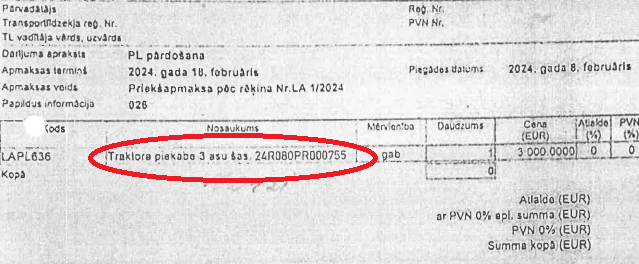 Pārvadātājs Reģ. Nr.
Transportlīdzekļa reģ. Nr. PVN Nr.
TL vadītāja vārds, uzvārds
Darījuma apraksts PL pārdošana
Apmaksas termiņš 2024. gada 18. februāris Piegādes datums 2024. gada 8. februāris
Apmaksas veids Priekšapmaksa pēc rēķina Nr.LA 1/2024
Papildus informācija 026
Kods Nosaukums Mērvienība Daudzums Cena (EUR) Atlaide (%) PVN (%)
LAPL636 Traktora piekabe 3 asu šas. 24R080PR000755 gab 1 3 000.0000 0 0
Kopā 0
Atlaide (EUR)
ar PVN 0% apl. summa (EUR)
PVN 0% (EUR)
Summa kopā (EUR)